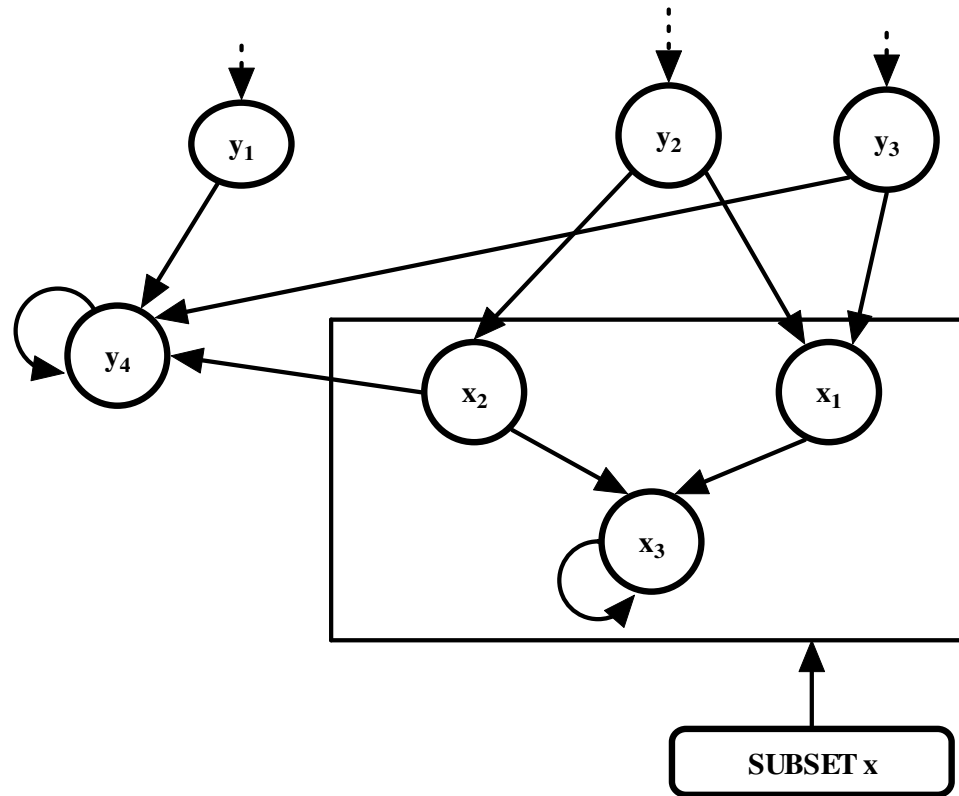 y₁
y₂
y₃
y₄
x₂
x₁
x₃
SUBSET x